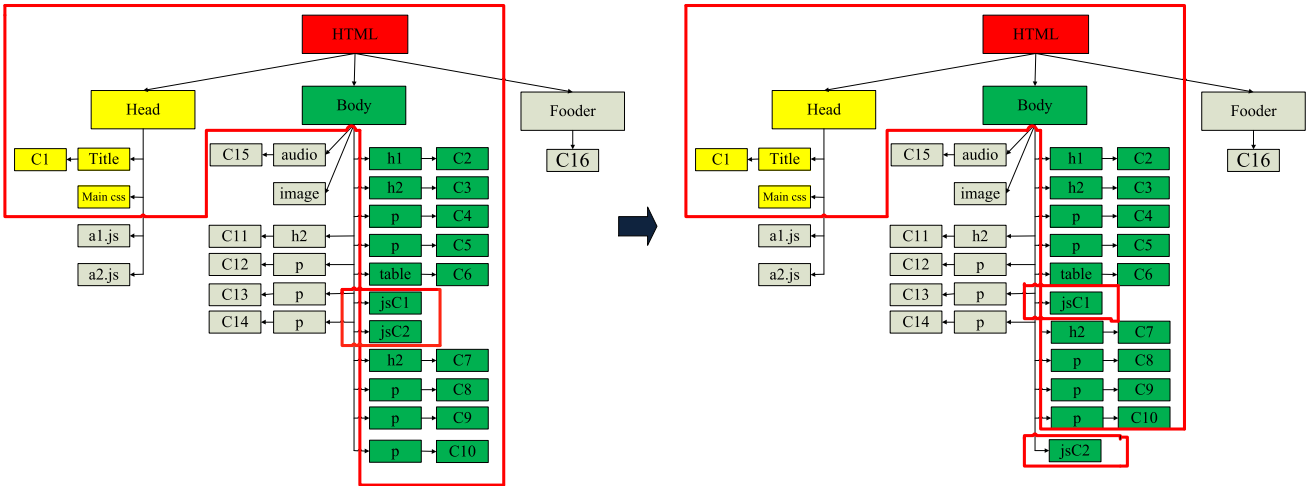 HTML
Head
Body
Fooder
C1
Title
Main css
a1.js
a2.js
C15
audio
image
C11
h2
C12
p
C13
p
C14
p
C16
h1
C2
h2
C3
p
C4
p
C5
table
C6
jsC1
jsC2
h2
C7
p
C8
p
C9
p
C10
HTML
Head
Body
Fooder
C1
Title
Main css
a1.js
a2.js
C15
audio
image
C11
h2
C12
p
C13
p
C14
p
C16
h1
C2
h2
C3
p
C4
p
C5
table
C6
jsC1
h2
C7
p
C8
p
C9
p
C10
jsC2